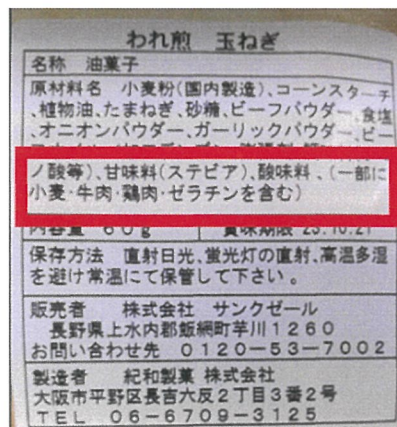 われ煎 玉ねぎ
名称 油菓子
原材料名 小麦粉(国内製造)、コーンスターチ
、植物油、たまねぎ、砂糖、ビーフパウダー、食塩
、オニオンパウダー、ガーリックパウダー、ビー
ノ酸等)、甘味料(ステビア)、酸味料、(一部に
小麦・牛肉・鶏肉・ゼラチンを含む)
内容量 60g 賞味期限 23.10.21
保存方法 直射日光、蛍光灯の直射、高温多湿
を避け常温にて保管して下さい。
販売者 株式会社 サンクゼール
長野県上水内郡飯綱町芋川1260
お問い合わせ先 0120-53-7002
製造者 紀和製菓 株式会社
大阪市平野区長吉六反2丁目3番2号
TEL 06-6709-3125